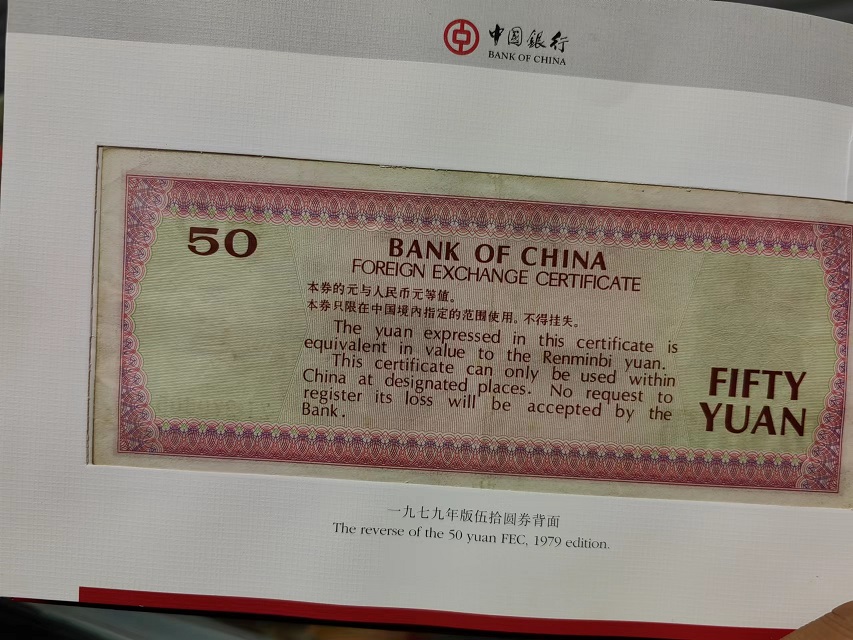 中国銀行
BANK OF CHINA
50
BANK OF CHINA
FOREIGN EXCHANGE CERTIFICATE
本券的元与人民币元等值。
本券只限在中国境内指定的范围使用。不得挂失。
The yuan expressed in this certificate is
equivalent in value to the Renminbi yuan.
This certificate can only be used within
China at designated places. No request to
register its loss will be accepted by the
Bank.
FIFTY
YUAN
一九七九年版伍拾圆券背面
The reverse of the 50 yuan FEC, 1979 edition.